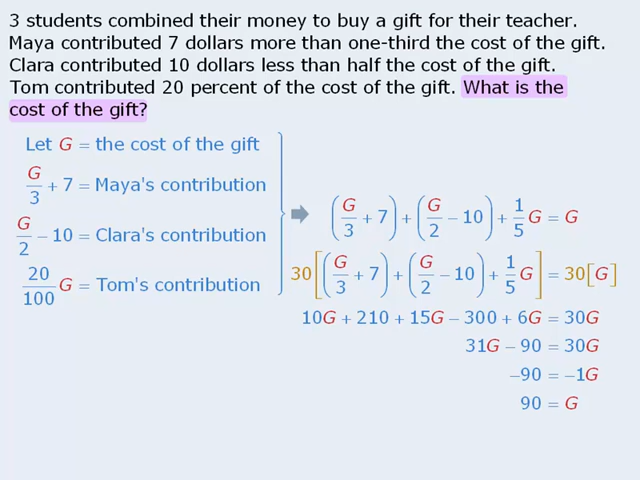 3 students combined their money to buy a gift for their teacher.
Maya contributed 7 dollars more than one-third the cost of the gift.
Clara contributed 10 dollars less than half the cost of the gift.
Tom contributed 20 percent of the cost of the gift. What is the
cost of the gift?
Let G = the cost of the gift
G/3 + 7 = Maya's contribution
G/2 − 10 = Clara's contribution
20/100 G = Tom's contribution
(G/3 + 7) + (G/2 − 10) + 1/5 G = G
30[(G/3 + 7) + (G/2 − 10) + 1/5 G] = 30[G]
10G + 210 + 15G − 300 + 6G = 30G
31G − 90 = 30G
−90 = −1G
90 = G